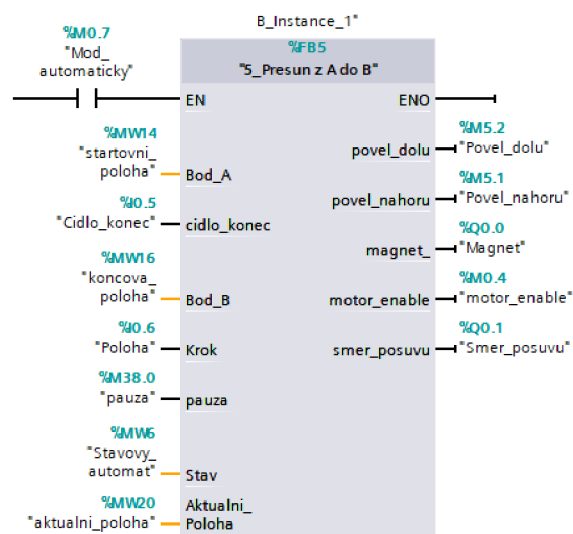 B_Instance_1"
%M0.7
"Mod_
automaticky"
%FB5
"5_Presun z A do B"
EN
ENO
%MW14
"startovni_
poloha"
Bod_A
%I0.5
"Cidlo_konec"
cidlo_konec
%MW16
"koncova_
poloha"
Bod_B
%I0.6
"Poloha"
Krok
%M38.0
"pauza"
pauza
%MW6
"Stavovy_
automat"
Stav
%MW20
"aktualni_poloha"
Aktualni_
Poloha
povel_dolu
%M5.2
"Povel_dolu"
povel_nahoru
%M5.1
"Povel_nahoru"
magnet_
%Q0.0
"Magnet"
motor_enable
%M0.4
"motor_enable"
smer_posuvu
%Q0.1
"Smer_posuvu"